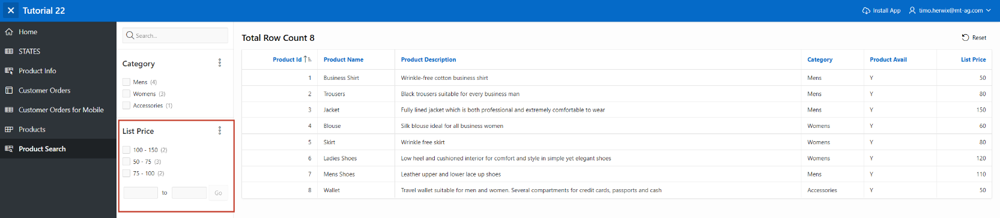 Tutorial 22
Install App
timo.herwix@mt-ag.com
Home
STATES
Product Info
Customer Orders
Customer Orders for Mobile
Products
Product Search
Search...
Category
Mens (4)
Womens (3)
Accessories (1)
List Price
100 - 150 (2)
50 - 75 (3)
75 - 100 (2)
to
Go
Total Row Count 8
Reset
Product Id Product Name Product Description Category Product Avail List Price
1 Business Shirt Wrinkle-free cotton business shirt Mens Y 50
2 Trousers Black trousers suitable for every business man Mens Y 80
3 Jacket Fully lined jacket which is both professional and extremely comfortable to wear Mens Y 150
4 Blouse Silk blouse ideal for all business women Womens Y 60
5 Skirt Wrinkle free skirt Womens Y 80
6 Ladies Shoes Low heel and cushioned interior for comfort and style in simple yet elegant shoes Womens Y 120
7 Mens Shoes Leather upper and lower lace up shoes Mens Y 110
8 Wallet Travel wallet suitable for men and women. Several compartments for credit cards, passports and cash Accessories Y 50